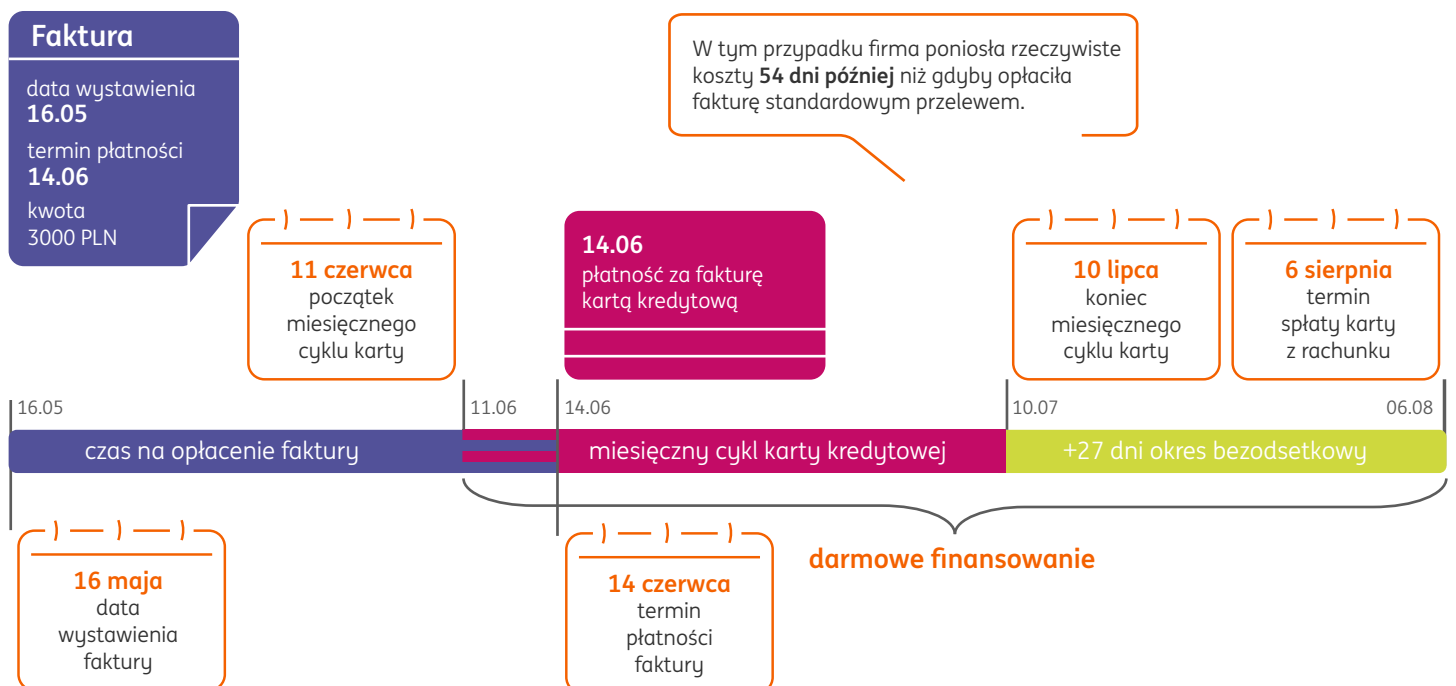 Faktura
data wystawienia
16.05
termin płatności
14.06
kwota
3000 PLN
W tym przypadku firma poniosła rzeczywiste
koszty 54 dni później niż gdyby opłaciła
fakturę standardowym przelewem.
11 czerwca
początek
miesięcznego
cyklu karty
14.06
płatność za fakturę
kartą kredytową
10 lipca
koniec
miesięcznego
cyklu karty
6 sierpnia
termin
spłaty karty
z rachunku
16.05
11.06
14.06
10.07
06.08
czas na opłacenie faktury
miesięczny cykl karty kredytowej
+27 dni okres bezodsetkowy
darmowe finansowanie
16 maja
data
wystawienia
faktury
14 czerwca
termin
płatności
faktury